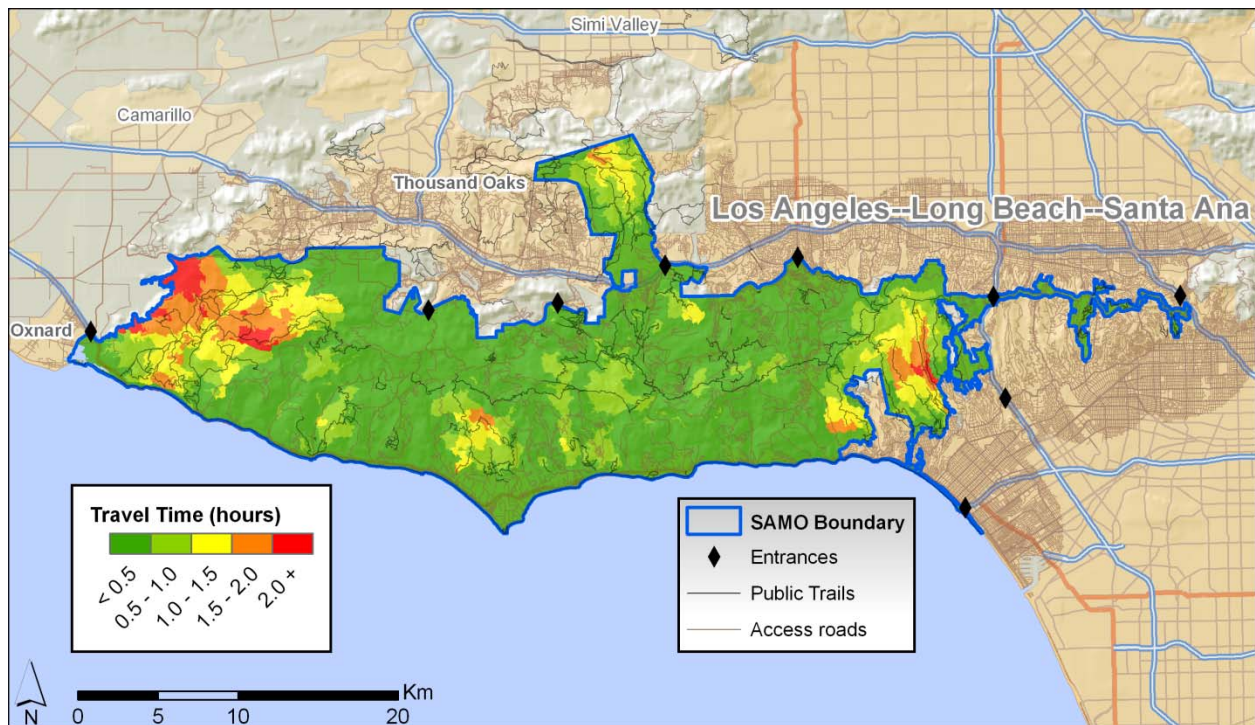 Simi Valley
Camarillo
Thousand Oaks
Los Angeles--Long Beach--Santa Ana
Oxnard
Travel Time (hours)
< 0.5
0.5 - 1.0
1.0 - 1.5
1.5 - 2.0
2.0 +
SAMO Boundary
Entrances
Public Trails
Access roads
N
Km
0 5 10 20